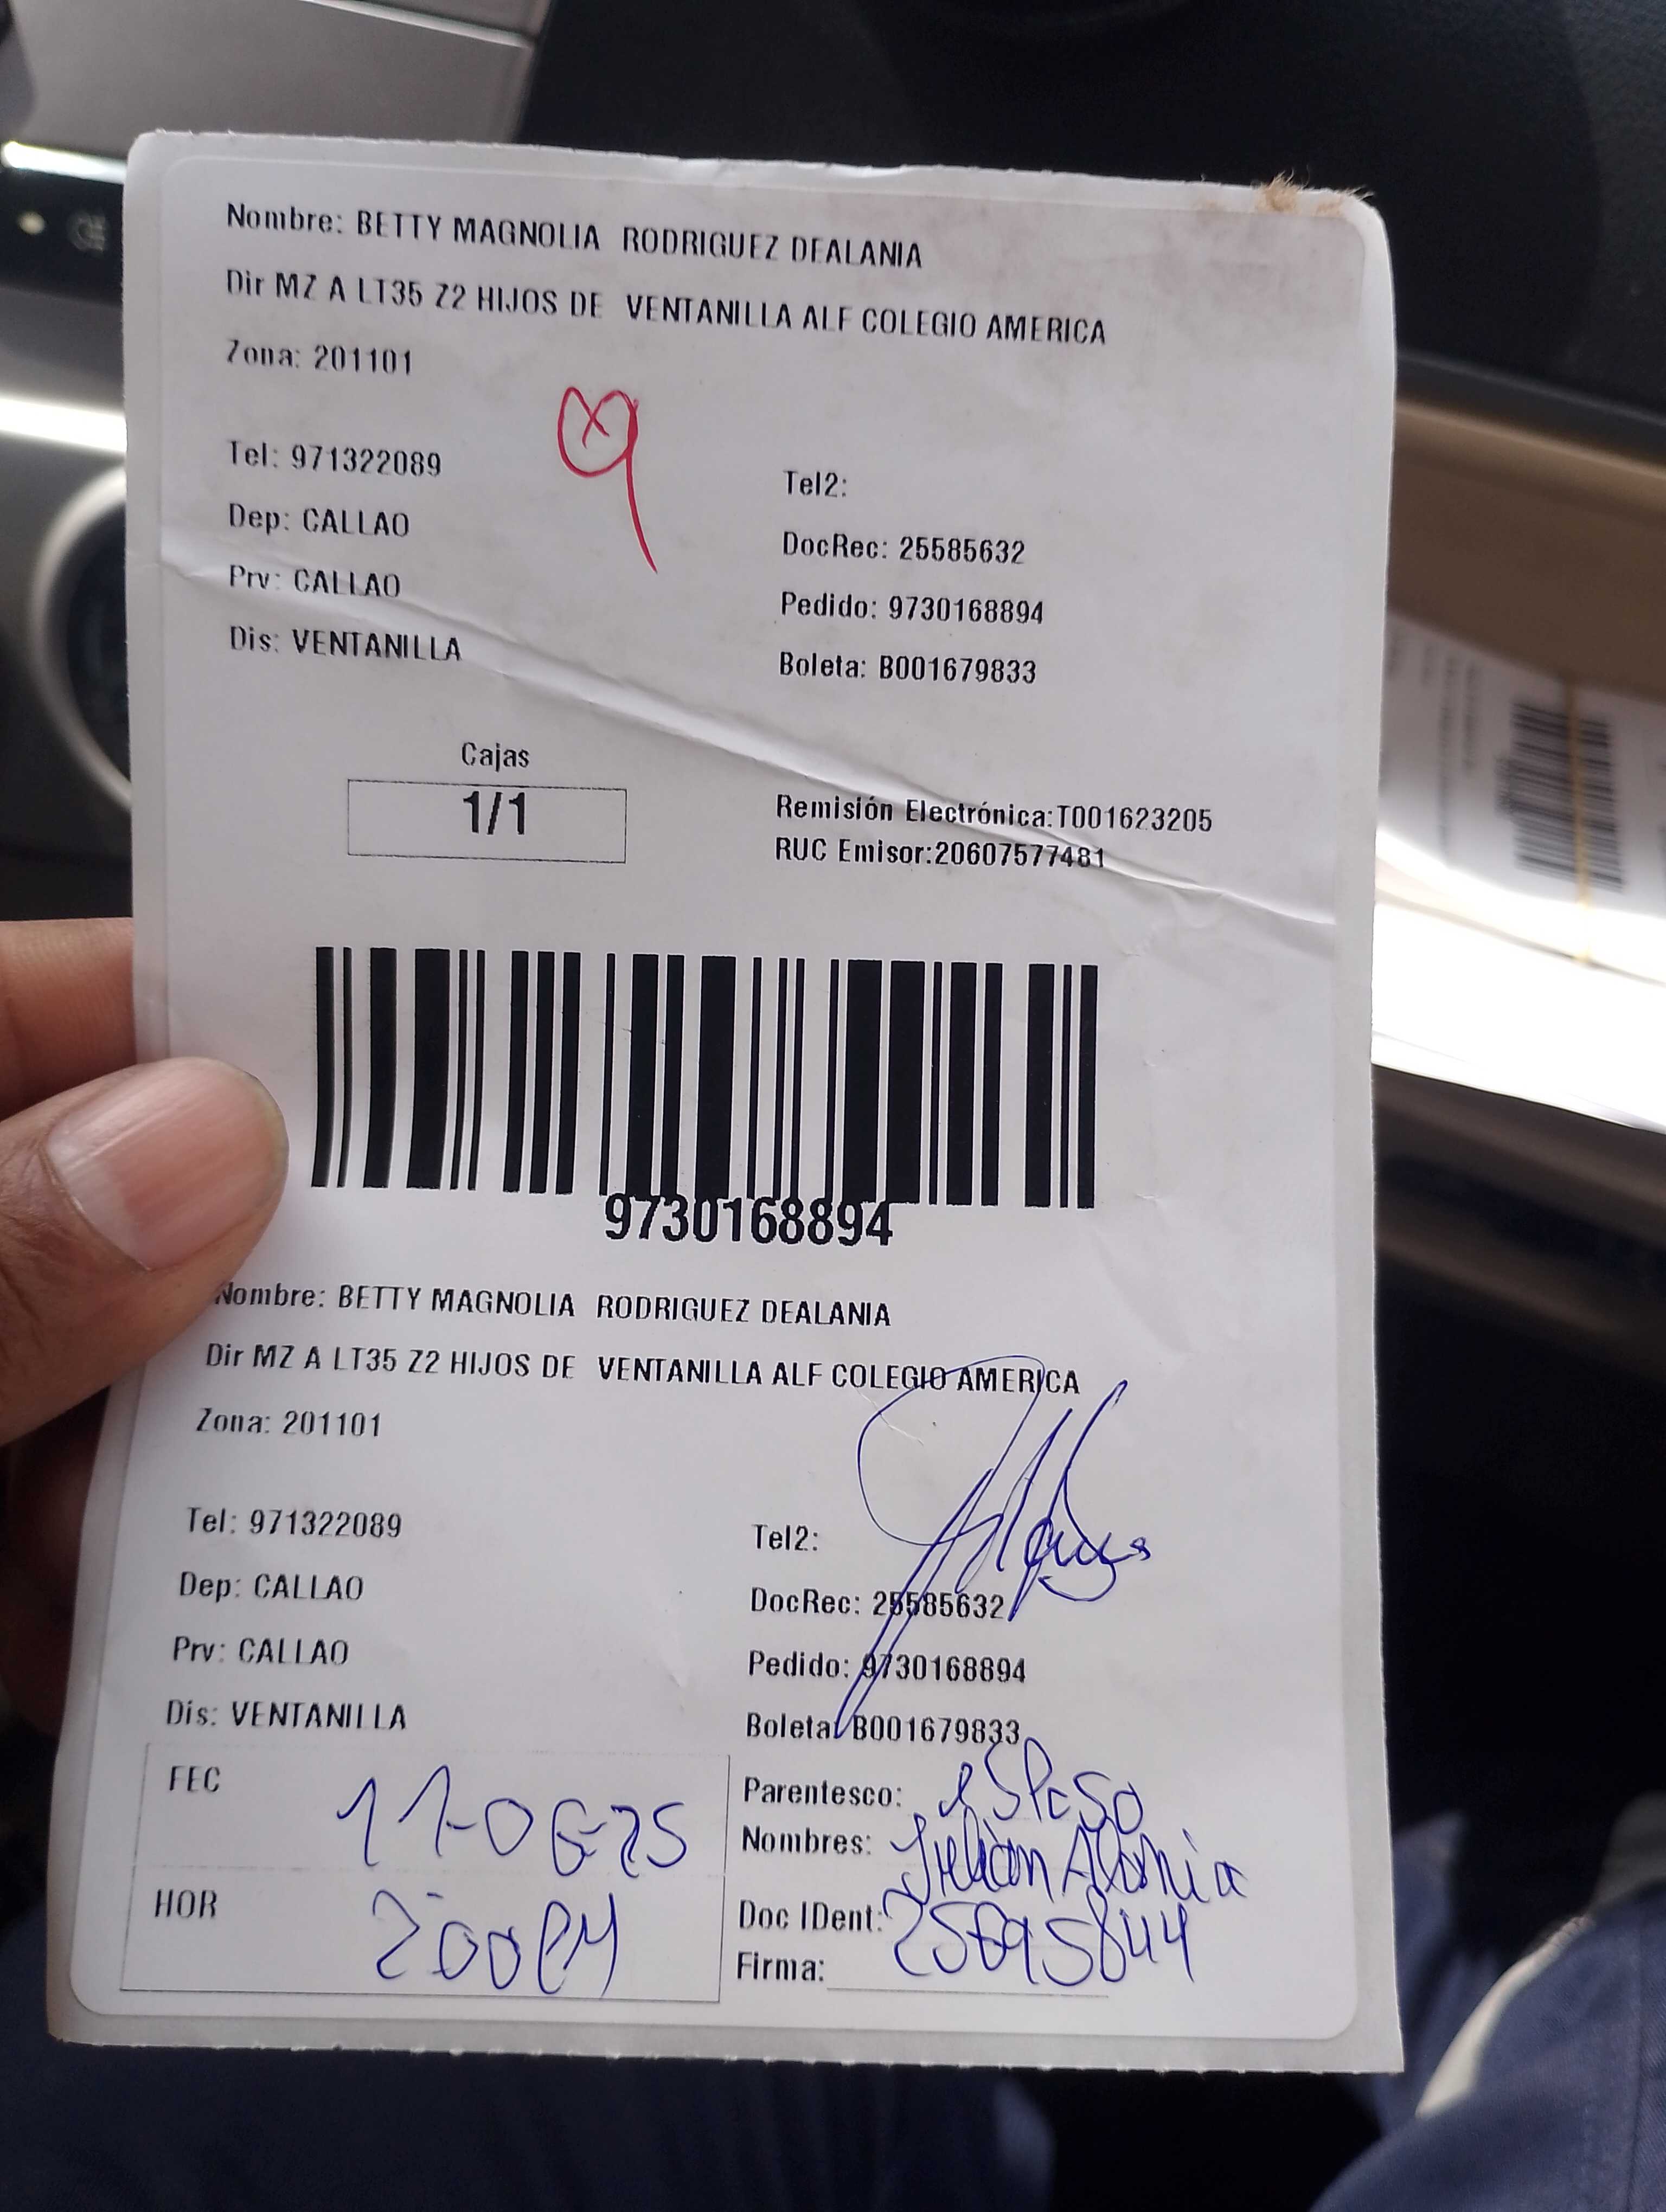 Nombre: BETTY MAGNOLIA RODRIGUEZ DEALANIA
Dir MZ A LT35 Z2 HIJOS DE VENTANILLA ALF COLEGIO AMERICA
Zona: 201101
Tel: 971322089
Tel2:
Dep: CALLAO
DocRec: 25585632
Prv: CALLAO
Pedido: 9730168894
Dis: VENTANILLA
Boleta: B001679833
Cajas
1/1
Remisión Electrónica:T001623205
RUC Emisor:20607577481
9730168894
Nombre: BETTY MAGNOLIA RODRIGUEZ DEALANIA
Dir MZ A LT35 Z2 HIJOS DE VENTANILLA ALF COLEGIO AMERICA
Zona: 201101
Tel: 971322089
Tel2:
Dep: CALLAO
DocRec: 25585632
Prv: CALLAO
Pedido: 9730168894
Dis: VENTANILLA
Boleta: B001679833
FEC 11-06-25
Parentesco: esposo
Nombres: Julian Alania
HOR 200PM
Doc IDent: 25695844
Firma: